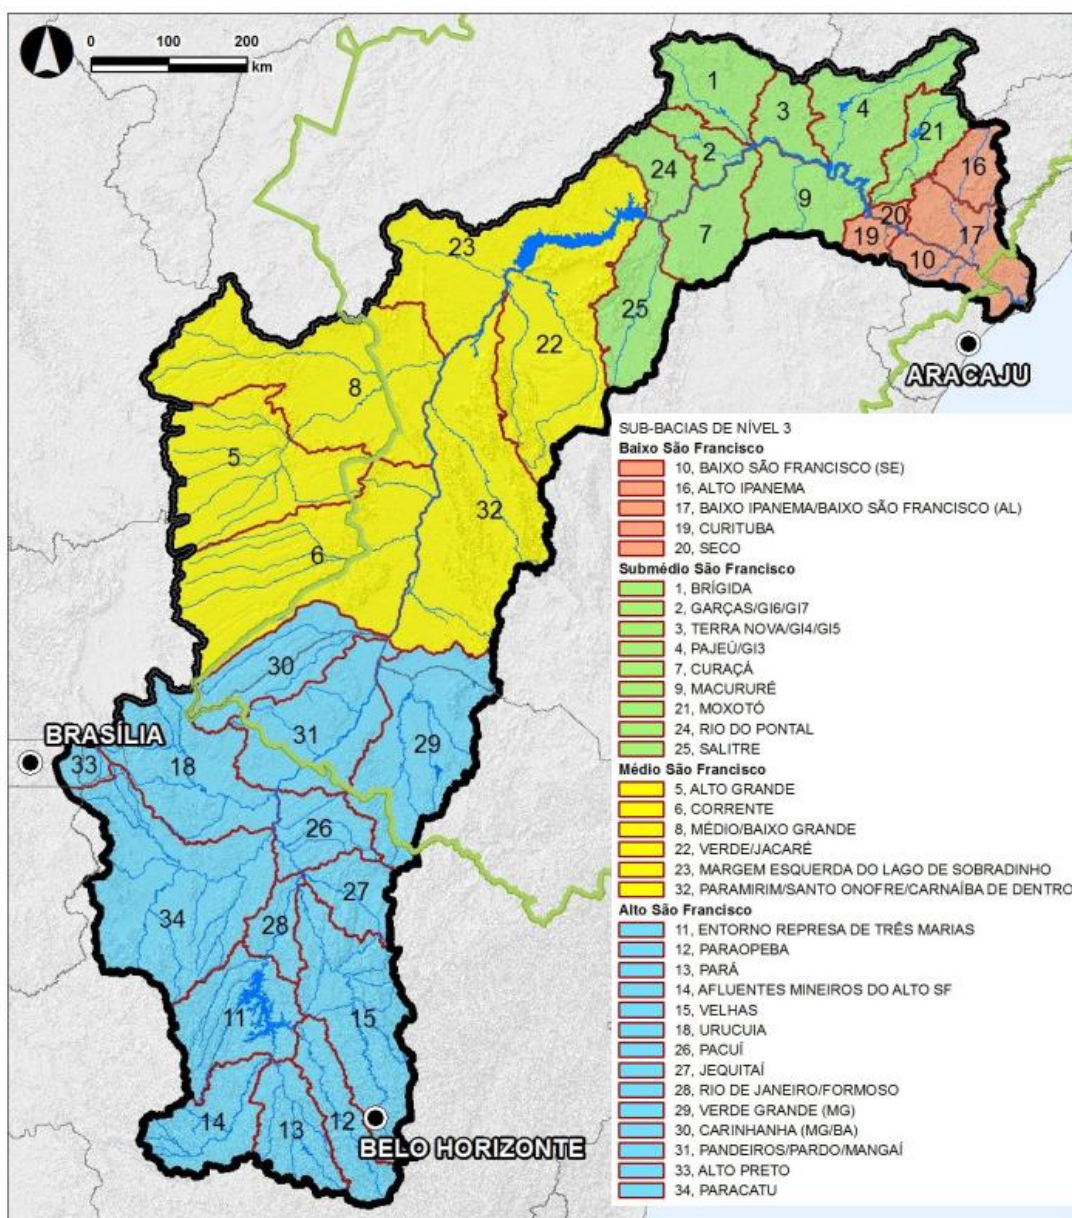 0 100 200
km
1
3
4
21
2
24
16
9
7
20
19
17
10
23
25
22
8
5
32
6
ARACAJU
30
31
29
BRASÍLIA
33
18
26
27
34
28
11
15
14
13
12
BELO HORIZONTE
SUB-BACIAS DE NÍVEL 3
Baixo São Francisco
10, BAIXO SÃO FRANCISCO (SE)
16, ALTO IPANEMA
17, BAIXO IPANEMA/BAIXO SÃO FRANCISCO (AL)
19, CURITUBA
20, SECO
Submédio São Francisco
1, BRÍGIDA
2, GARÇAS/GI6/GI7
3, TERRA NOVA/GI4/GI5
4, PAJEÚ/GI3
7, CURAÇÁ
9, MACURURÊ
21, MOXOTÓ
24, RIO DO PONTAL
25, SALITRE
Médio São Francisco
5, ALTO GRANDE
6, CORRENTE
8, MÉDIO/BAIXO GRANDE
22, VERDE/JACARÉ
23, MARGEM ESQUERDA DO LAGO DE SOBRADINHO
32, PARAMIRIM/SANTO ONOFRE/CARNAÍBA DE DENTRO
Alto São Francisco
11, ENTORNO REPRESA DE TRÊS MARIAS
12, PARAOPEBA
13, PARÁ
14, AFLUENTES MINEIROS DO ALTO SF
15, VELHAS
18, URUCUIA
26, PACUÍ
27, JEQUITAÍ
28, RIO DE JANEIRO/FORMOSO
29, VERDE GRANDE (MG)
30, CARINHANHA (MG/BA)
31, PANDEIROS/PARDO/MANGAÍ
33, ALTO PRETO
34, PARACATU